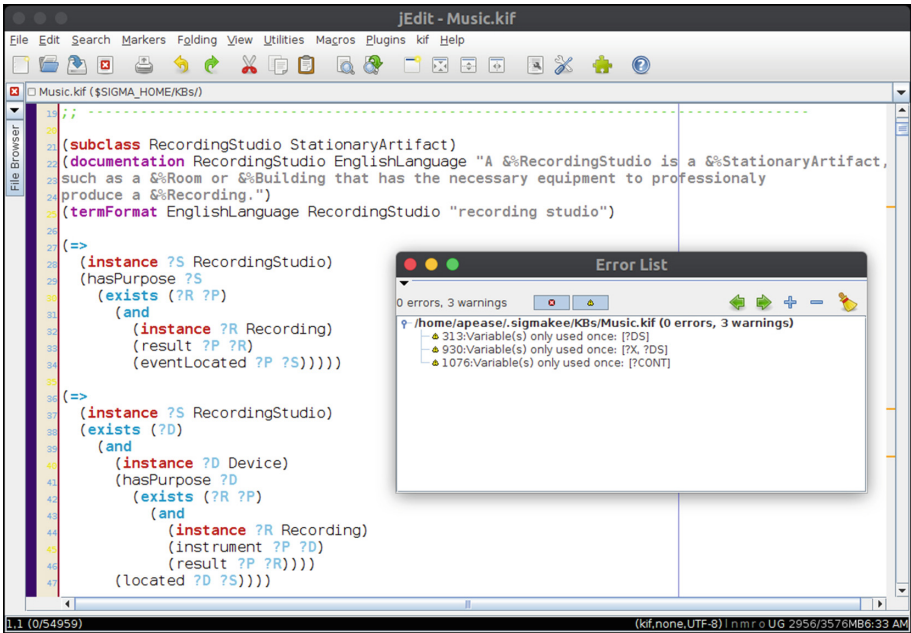 jEdit - Music.kif
File Edit Search Markers Folding View Utilities Macros Plugins kif Help
Music.kif ($SIGMA_HOME/KBs/)
File Browser
19 ;; ------------------------------------------------------------------------------------
20
21 (subclass RecordingStudio StationaryArtifact)
22 (documentation RecordingStudio EnglishLanguage "A &%RecordingStudio is a &%StationaryArtifact,
23 such as a &%Room or &%Building that has the necessary equipment to professionaly
24 produce a &%Recording.")
25 (termFormat EnglishLanguage RecordingStudio "recording studio")
26
27 (=>
28 (instance ?S RecordingStudio)
29 (hasPurpose ?S
30 (exists (?R ?P)
31 (and
32 (instance ?R Recording)
33 (result ?P ?R)
34 (eventLocated ?P ?S)))))
35
36 (=>
37 (instance ?S RecordingStudio)
38 (exists (?D)
39 (and
40 (instance ?D Device)
41 (hasPurpose ?D
42 (exists (?R ?P)
43 (and
44 (instance ?R Recording)
45 (instrument ?P ?D)
46 (result ?P ?R))))
47 (located ?D ?S))))
Error List
0 errors, 3 warnings
/home/apease/.sigmakee/KBs/Music.kif (0 errors, 3 warnings)
313:Variable(s) only used once: [?DS]
930:Variable(s) only used once: [?X, ?DS]
1076:Variable(s) only used once: [?CONT]
1,1 (0/54959)
(kif,none,UTF-8) l n m r o UG 2956/3576MB 6:33 AM